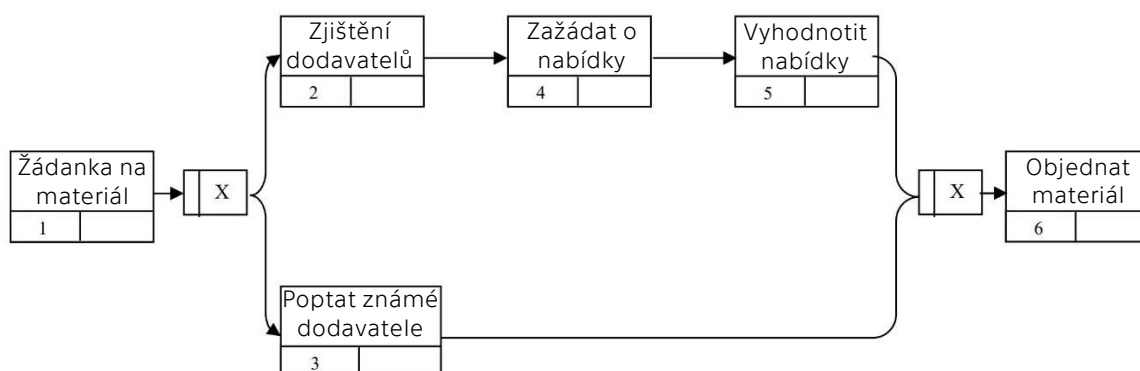 Zjištění
dodavatelů
2
Zažádat o
nabídky
4
Vyhodnotit
nabídky
5
Žádanka na
materiál
1
X
X
Objednat
materiál
6
Poptat známé
dodavatele
3